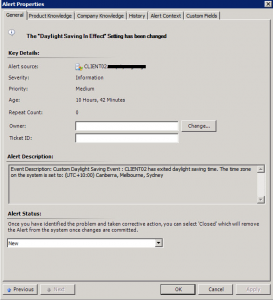 Alert Properties
General
Product Knowledge
Company Knowledge
History
Alert Context
Custom Fields
The "Daylight Saving In Effect" Setting has been changed
Key Details:
Alert source: CLIENT02
Severity: Information
Priority: Medium
Age: 10 Hours, 42 Minutes
Repeat Count: 0
Owner:
Change...
Ticket ID:
Alert Description:
Event Description: Custom Daylight Saving Event : CLIENT02 has exited daylight saving time. The time zone
on the system is set to: (UTC+10:00) Canberra, Melbourne, Sydney
Alert Status:
Once you have identified the problem and taken corrective action, you can select 'Closed' which will remove
the Alert from the system once changes are committed.
New
Previous
Next
OK
Cancel
Apply